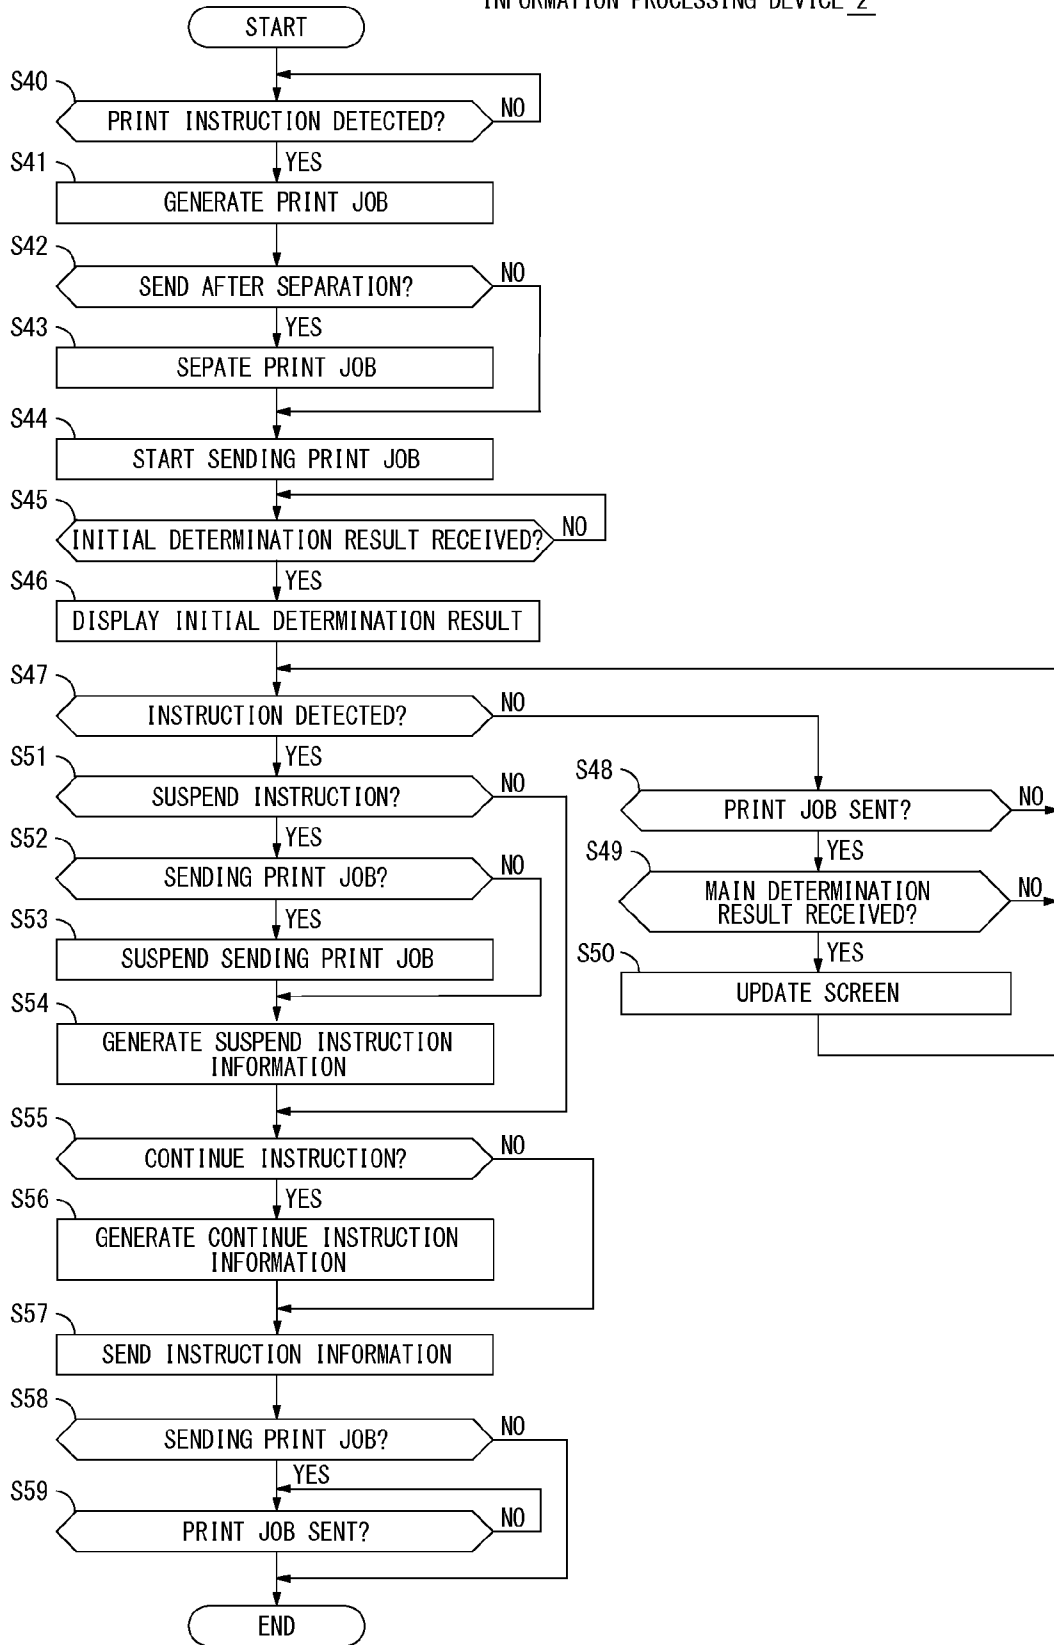 INFORMATION PROCESSING DEVICE 2
START
S40
PRINT INSTRUCTION DETECTED?
NO
YES
S41
GENERATE PRINT JOB
S42
SEND AFTER SEPARATION?
NO
YES
S43
SEPATE PRINT JOB
S44
START SENDING PRINT JOB
S45
INITIAL DETERMINATION RESULT RECEIVED?
NO
YES
S46
DISPLAY INITIAL DETERMINATION RESULT
S47
INSTRUCTION DETECTED?
NO
YES
S48
PRINT JOB SENT?
NO
YES
S49
MAIN DETERMINATION
RESULT RECEIVED?
NO
YES
S50
UPDATE SCREEN
S51
SUSPEND INSTRUCTION?
NO
YES
S52
SENDING PRINT JOB?
NO
YES
S53
SUSPEND SENDING PRINT JOB
S54
GENERATE SUSPEND INSTRUCTION
INFORMATION
S55
CONTINUE INSTRUCTION?
NO
YES
S56
GENERATE CONTINUE INSTRUCTION
INFORMATION
S57
SEND INSTRUCTION INFORMATION
S58
SENDING PRINT JOB?
NO
YES
S59
PRINT JOB SENT?
NO
END